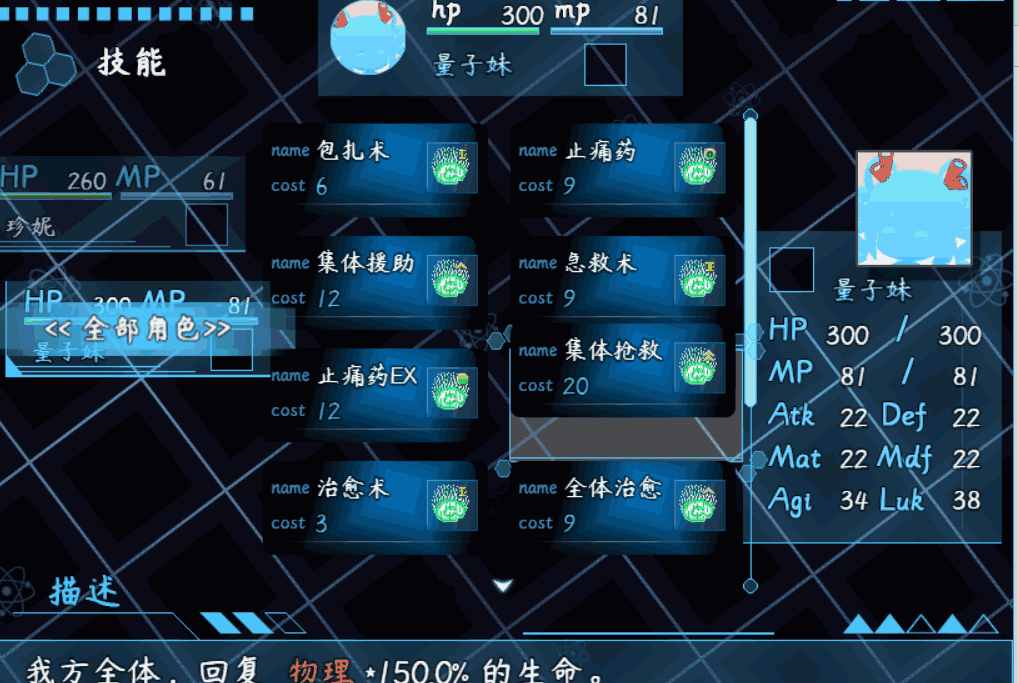 技能
hp 300 mp 81
量子妹
HP 260 MP 61
珍妮
HP 300 MP 81
<< 全部角色>>
量子妹
name 包扎术
cost 6
name 止痛药
cost 9
name 集体援助
cost 12
name 急救术
cost 9
name 止痛药EX
cost 12
name 集体抢救
cost 20
name 治愈术
cost 3
name 全体治愈
cost 9
量子妹
HP 300 / 300
MP 81 / 81
Atk 22 Def 22
Mat 22 Mdf 22
Agi 34 Luk 38
描述
我方全体，回复 物理*150.0% 的生命。